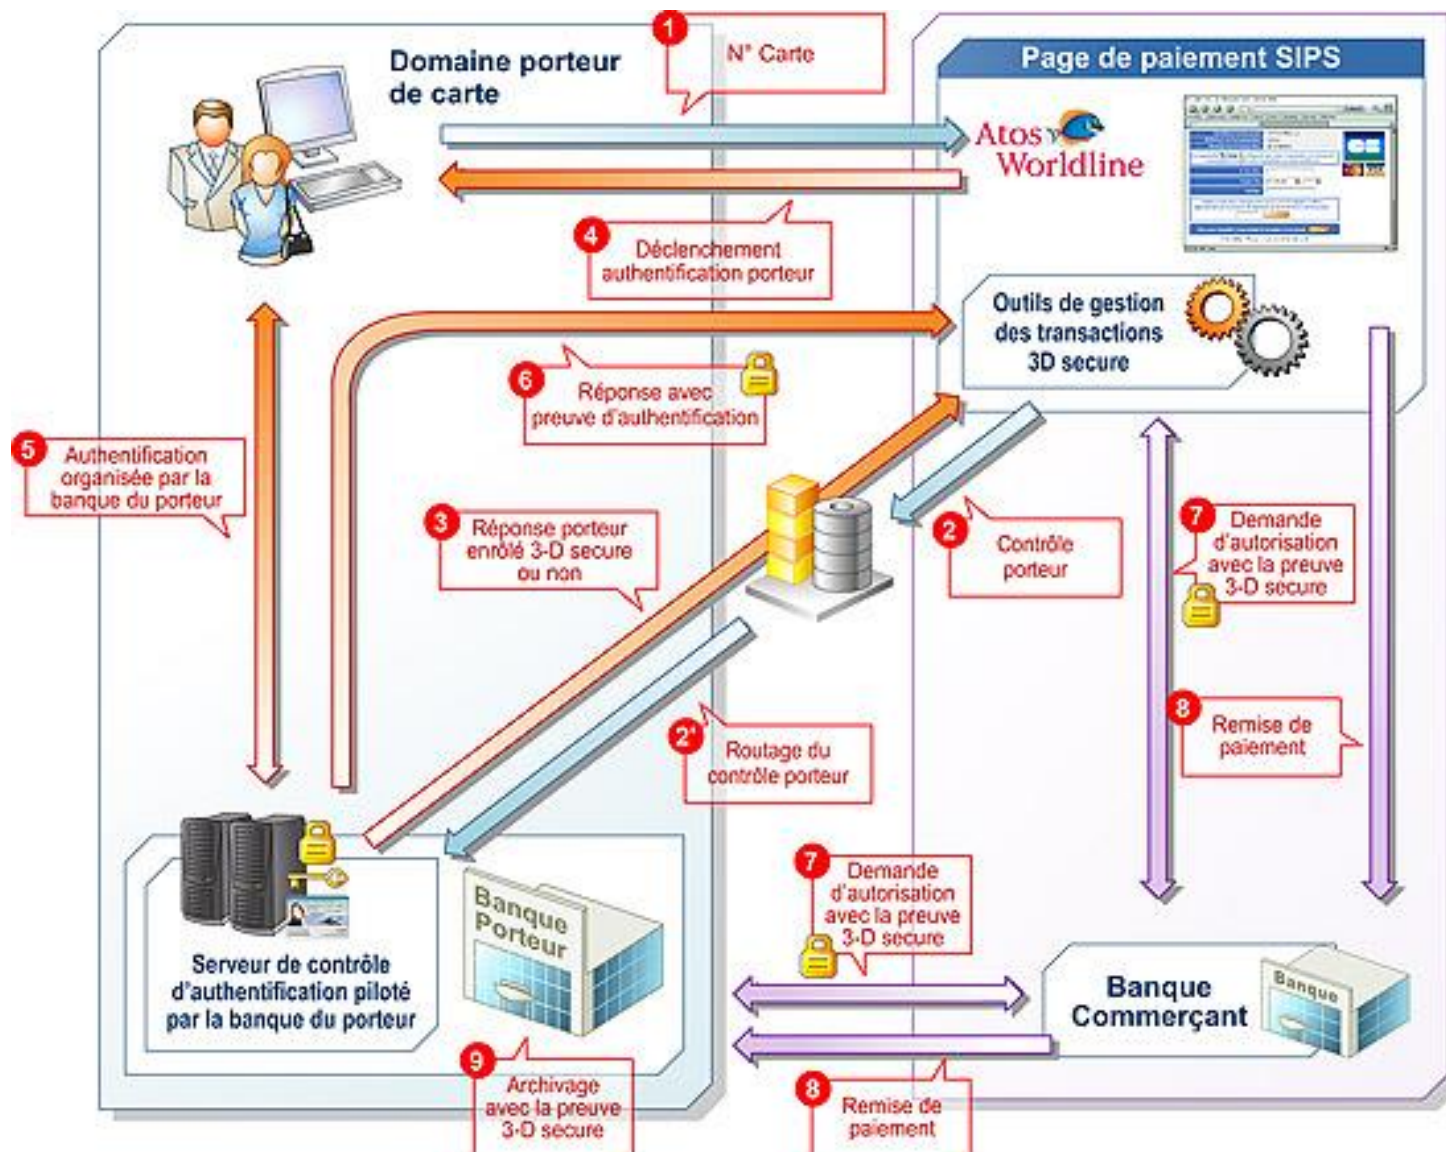 1
N° Carte
Domaine porteur
de carte
Page de paiement SIPS
Atos
Worldline
4
Déclenchement
authentification porteur
Outils de gestion
des transactions
3D secure
6
Réponse avec
preuve d'authentification
5
Authentification
organisée par la
banque du porteur
3
Réponse porteur
enrôlé 3-D secure
ou non
2
Contrôle
porteur
7
Demande
d'autorisation
avec la preuve
3-D secure
2'
Routage du
contrôle porteur
8
Remise de
paiement
7
Demande
d'autorisation
avec la preuve
3-D secure
Banque
Porteur
Serveur de contrôle
d'authentification piloté
par la banque du porteur
Banque
Commerçant
Banque
9
Archivage
avec la preuve
3-D secure
8
Remise de
paiement